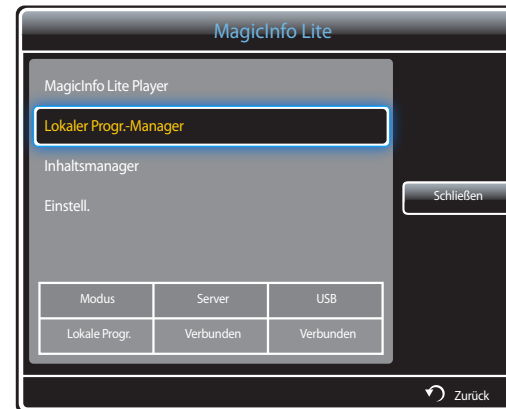 MagicInfo Lite
MagicInfo Lite Player
Lokaler Progr.-Manager
Inhaltsmanager
Einstell.
Schließen
Modus Server USB
Lokale Progr. Verbunden Verbunden
Zurück